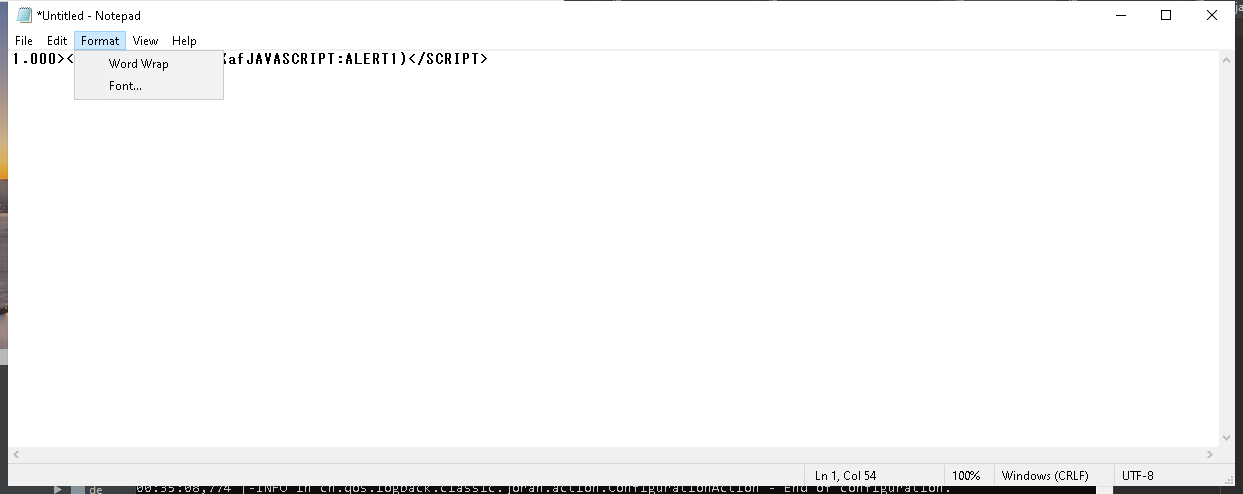 *Untitled - Notepad
File Edit Format View Help
1.000>< afJAVASCRIPT:ALERT1)</SCRIPT>
Word Wrap
Font...
Ln 1, Col 54 100% Windows (CRLF) UTF-8
de 00:35:08,774 |-INFO in ch.qos.logback.classic.joran.action.ConfigurationAction - End of configuration.